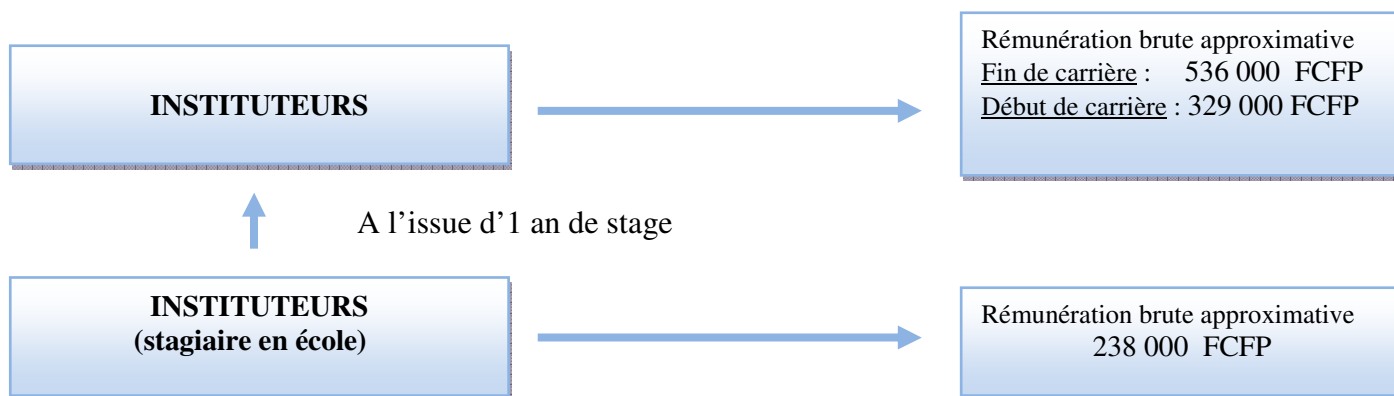 INSTITUTEURS
Rémunération brute approximative
Fin de carrière : 536 000 FCFP
Début de carrière : 329 000 FCFP
A l’issue d’1 an de stage
INSTITUTEURS
(stagiaire en école)
Rémunération brute approximative
238 000 FCFP